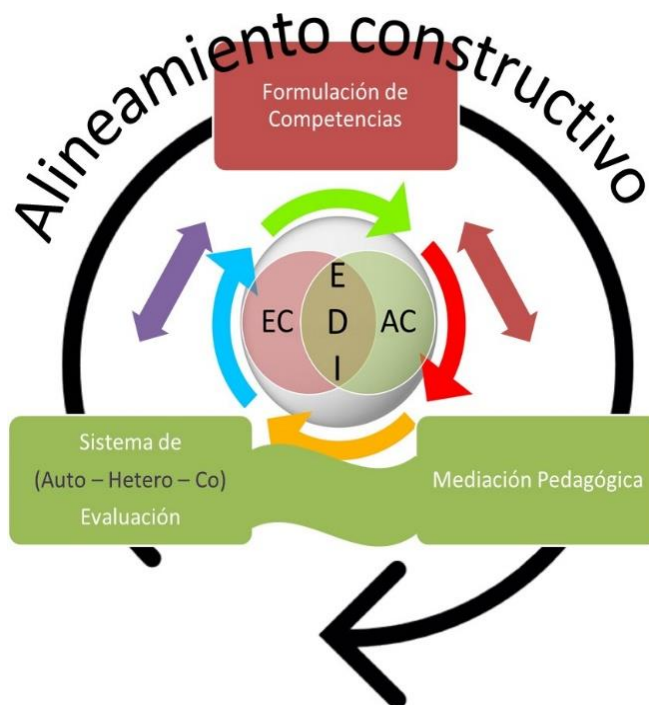 Alineamiento constructivo
Formulación de
Competencias
E
EC D AC
I
Sistema de
(Auto – Hetero – Co)
Evaluación
Mediación Pedagógica